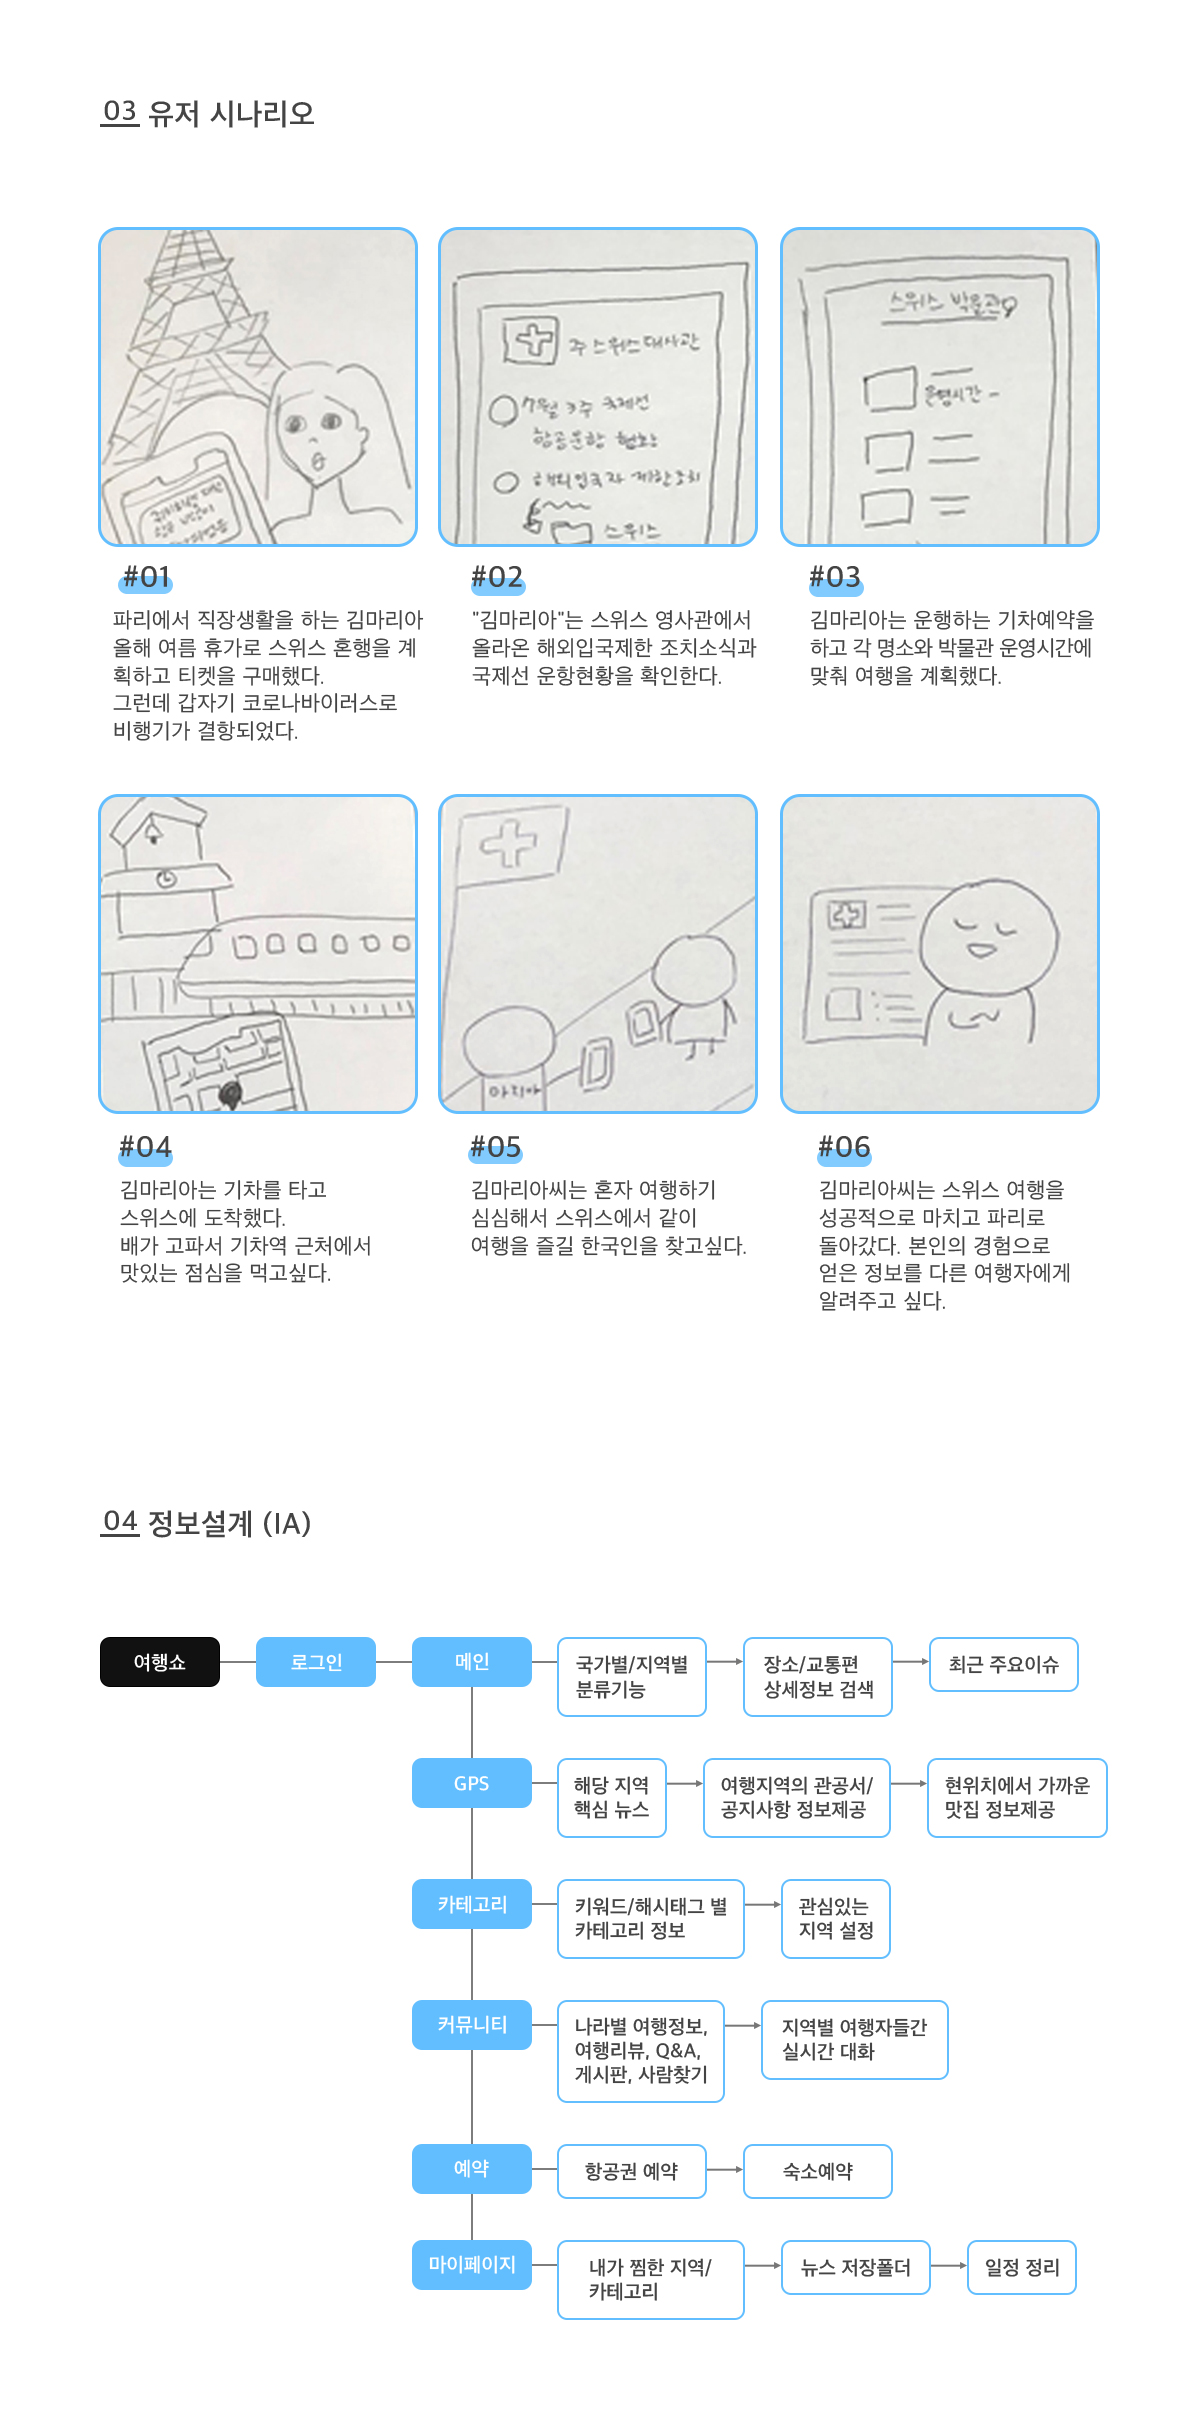 03 유저 시나리오
주 스위스 대사관
7월 3주 국제선
항공운항 현황
해외입국자 제한조치
스위스
스위스 박물관
운영시간
#01
파리에서 직장생활을 하는 김마리아
올해 여름 휴가로 스위스 혼행을 계
획하고 티켓을 구매했다.
그런데 갑자기 코로나바이러스로
비행기가 결항되었다.
#02
"김마리아"는 스위스 영사관에서
올라온 해외입국제한 조치소식과
국제선 운항현황을 확인한다.
#03
김마리아는 운행하는 기차예약을
하고 각 명소와 박물관 운영시간에
맞춰 여행을 계획했다.
#04
김마리아는 기차를 타고
스위스에 도착했다.
배가 고파서 기차역 근처에서
맛있는 점심을 먹고싶다.
#05
김마리아씨는 혼자 여행하기
심심해서 스위스에서 같이
여행을 즐길 한국인을 찾고싶다.
#06
김마리아씨는 스위스 여행을
성공적으로 마치고 파리로
돌아갔다. 본인의 경험으로
얻은 정보를 다른 여행자에게
알려주고 싶다.
04 정보설계 (IA)
여행쇼
로그인
메인
국가별/지역별
분류기능
장소/교통편
상세정보 검색
최근 주요이슈
GPS
해당 지역
핵심 뉴스
여행지역의 관공서/
공지사항 정보제공
현위치에서 가까운
맛집 정보제공
카테고리
키워드/해시태그 별
카테고리 정보
관심있는
지역 설정
커뮤니티
나라별 여행정보,
여행리뷰, Q&A,
게시판, 사람찾기
지역별 여행자들간
실시간 대화
예약
항공권 예약
숙소예약
마이페이지
내가 찜한 지역/
카테고리
뉴스 저장폴더
일정 정리